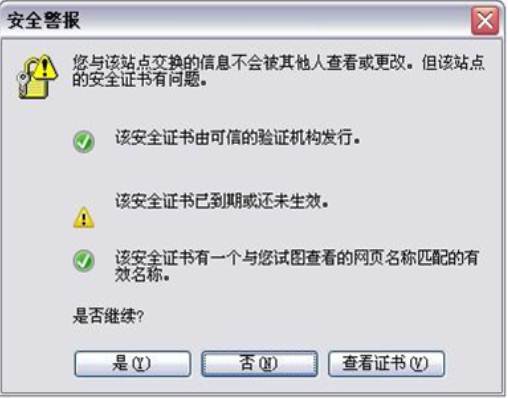 安全警报
您与该站点交换的信息不会被其他人查看或更改。但该站点
的安全证书有问题。
该安全证书由可信的验证机构发行。
该安全证书已到期或还未生效。
该安全证书有一个与您试图查看的网页名称匹配的有
效名称。
是否继续?
是(Y) 否(N) 查看证书(V)